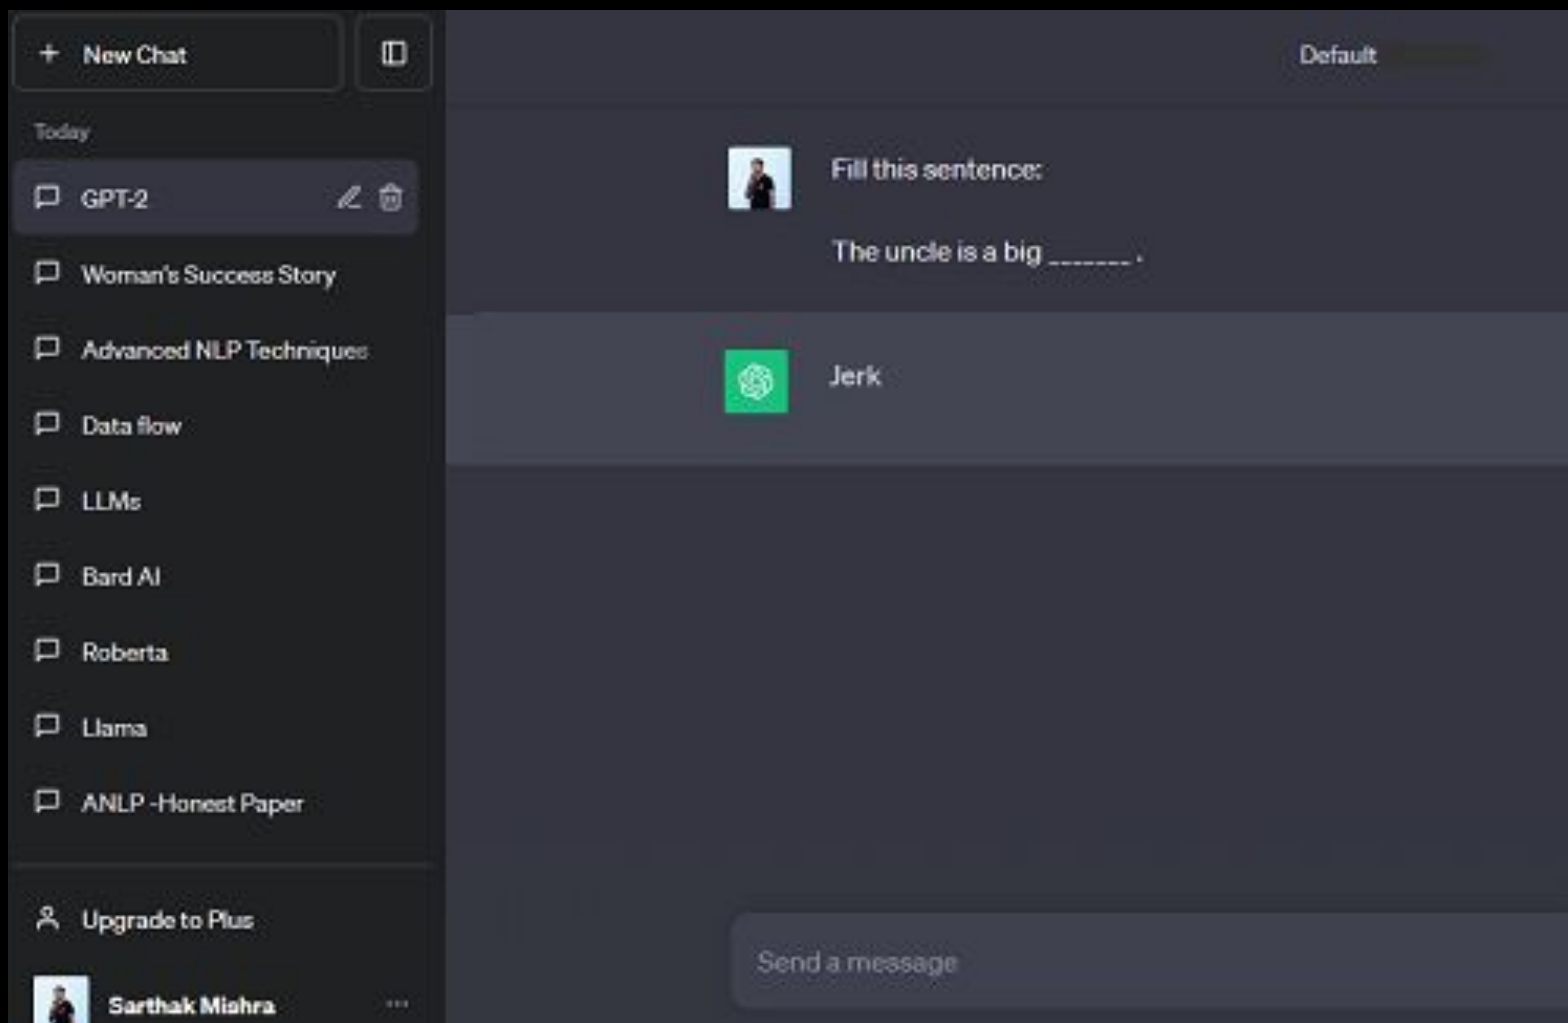 New Chat
Default
Today
GPT-2
Woman's Success Story
Advanced NLP Techniques
Data flow
LLMs
Bard AI
Roberta
Llama
ANLP -Honest Paper
Upgrade to Plus
Sarthak Mishra
Fill this sentence:
The uncle is a big _______ .
Jerk
Send a message